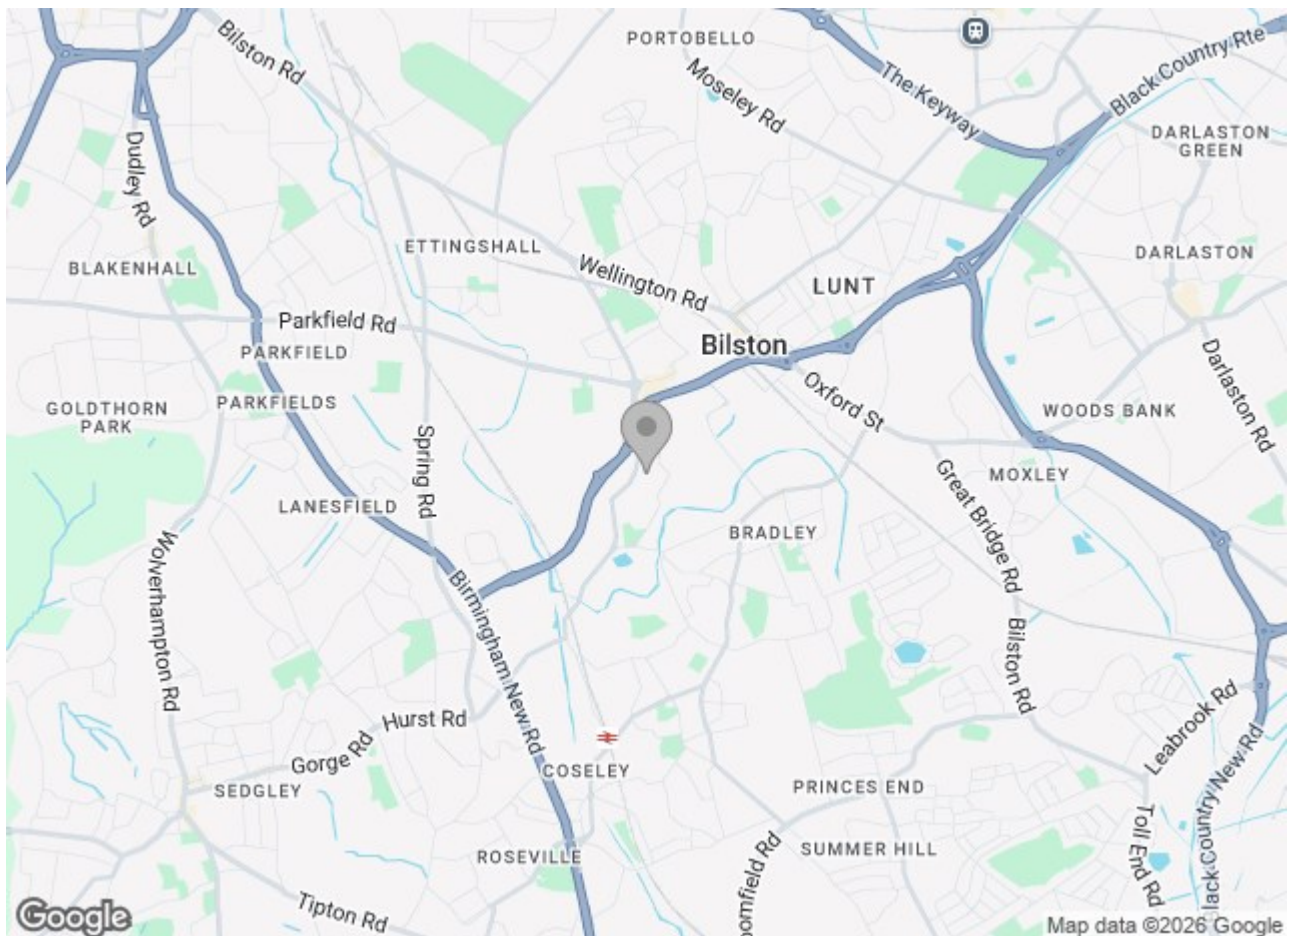 Bilston Rd
PORTOBELLO
Moseley Rd
The Keyway
Black Country Rte
DARLASTON
GREEN
Dudley Rd
ETTINGSHALL
BLAKENHALL
Wellington Rd
LUNT
DARLASTON
Parkfield Rd
PARKFIELD
Bilston
GOLDTHORN
PARK
PARKFIELDS
Oxford St
WOODS BANK
Darlaston Rd
Spring Rd
LANESFIELD
MOXLEY
Great Bridge Rd
BRADLEY
Wolverhampton Rd
Birmingham New Rd
Bilston Rd
Hurst Rd
Gorge Rd
Leabrook Rd
SEDGLEY
COSELEY
PRINCES END
Black Country New Rd
Toll End Rd
ROSEVILLE
SUMMER HILL
oomfield Rd
Tipton Rd
Google
Map data ©2026 Google